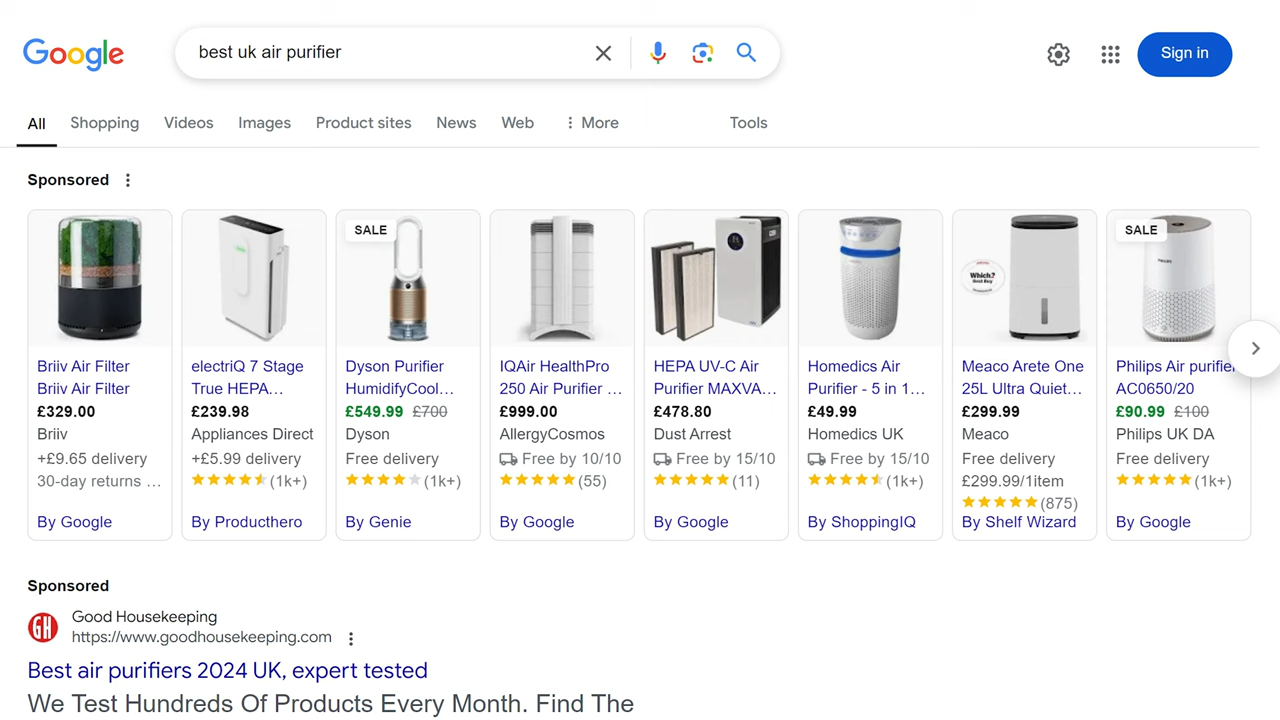 Google
best uk air purifier
Sign in
All Shopping Videos Images Product sites News Web More Tools
Sponsored
Briiv Air Filter
Briiv Air Filter
£329.00
Briiv
+£9.65 delivery
30-day returns ...
By Google
electriQ 7 Stage
True HEPA...
£239.98
Appliances Direct
+£5.99 delivery
(1k+)
By Producthero
SALE
Dyson Purifier
HumidifyCool...
£549.99 £700
Dyson
Free delivery
(1k+)
By Genie
IQAir HealthPro
250 Air Purifier ...
£999.00
AllergyCosmos
Free by 10/10
(55)
By Google
HEPA UV-C Air
Purifier MAXVA...
£478.80
Dust Arrest
Free by 15/10
(11)
By Google
Homedics Air
Purifier - 5 in 1...
£49.99
Homedics UK
Free by 15/10
(1k+)
By ShoppingIQ
Which?
Best Buy
Meaco Arete One
25L Ultra Quiet...
£299.99
Meaco
Free delivery
£299.99/1item
(875)
By Shelf Wizard
SALE
PHILIPS
Philips Air purifier
AC0650/20
£90.99 £100
Philips UK DA
Free delivery
(1k+)
By Google
Sponsored
GH
Good Housekeeping
https://www.goodhousekeeping.com
Best air purifiers 2024 UK, expert tested
We Test Hundreds Of Products Every Month. Find The